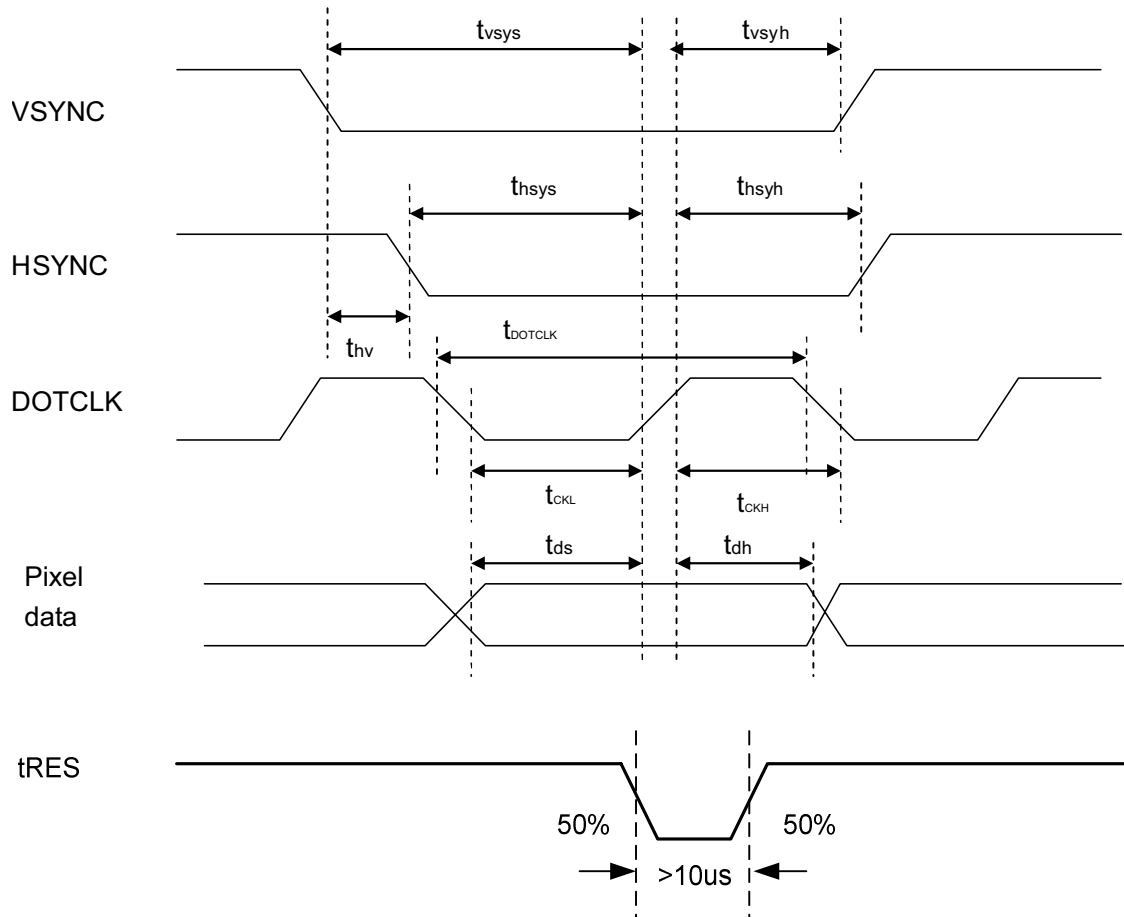 tvsys
tvsyh
VSYNC
thsys
thsyh
HSYNC
thv
tDOTCLK
DOTCLK
tCKL
tCKH
tds
tdh
Pixel
data
tRES
50%
50%
>10us